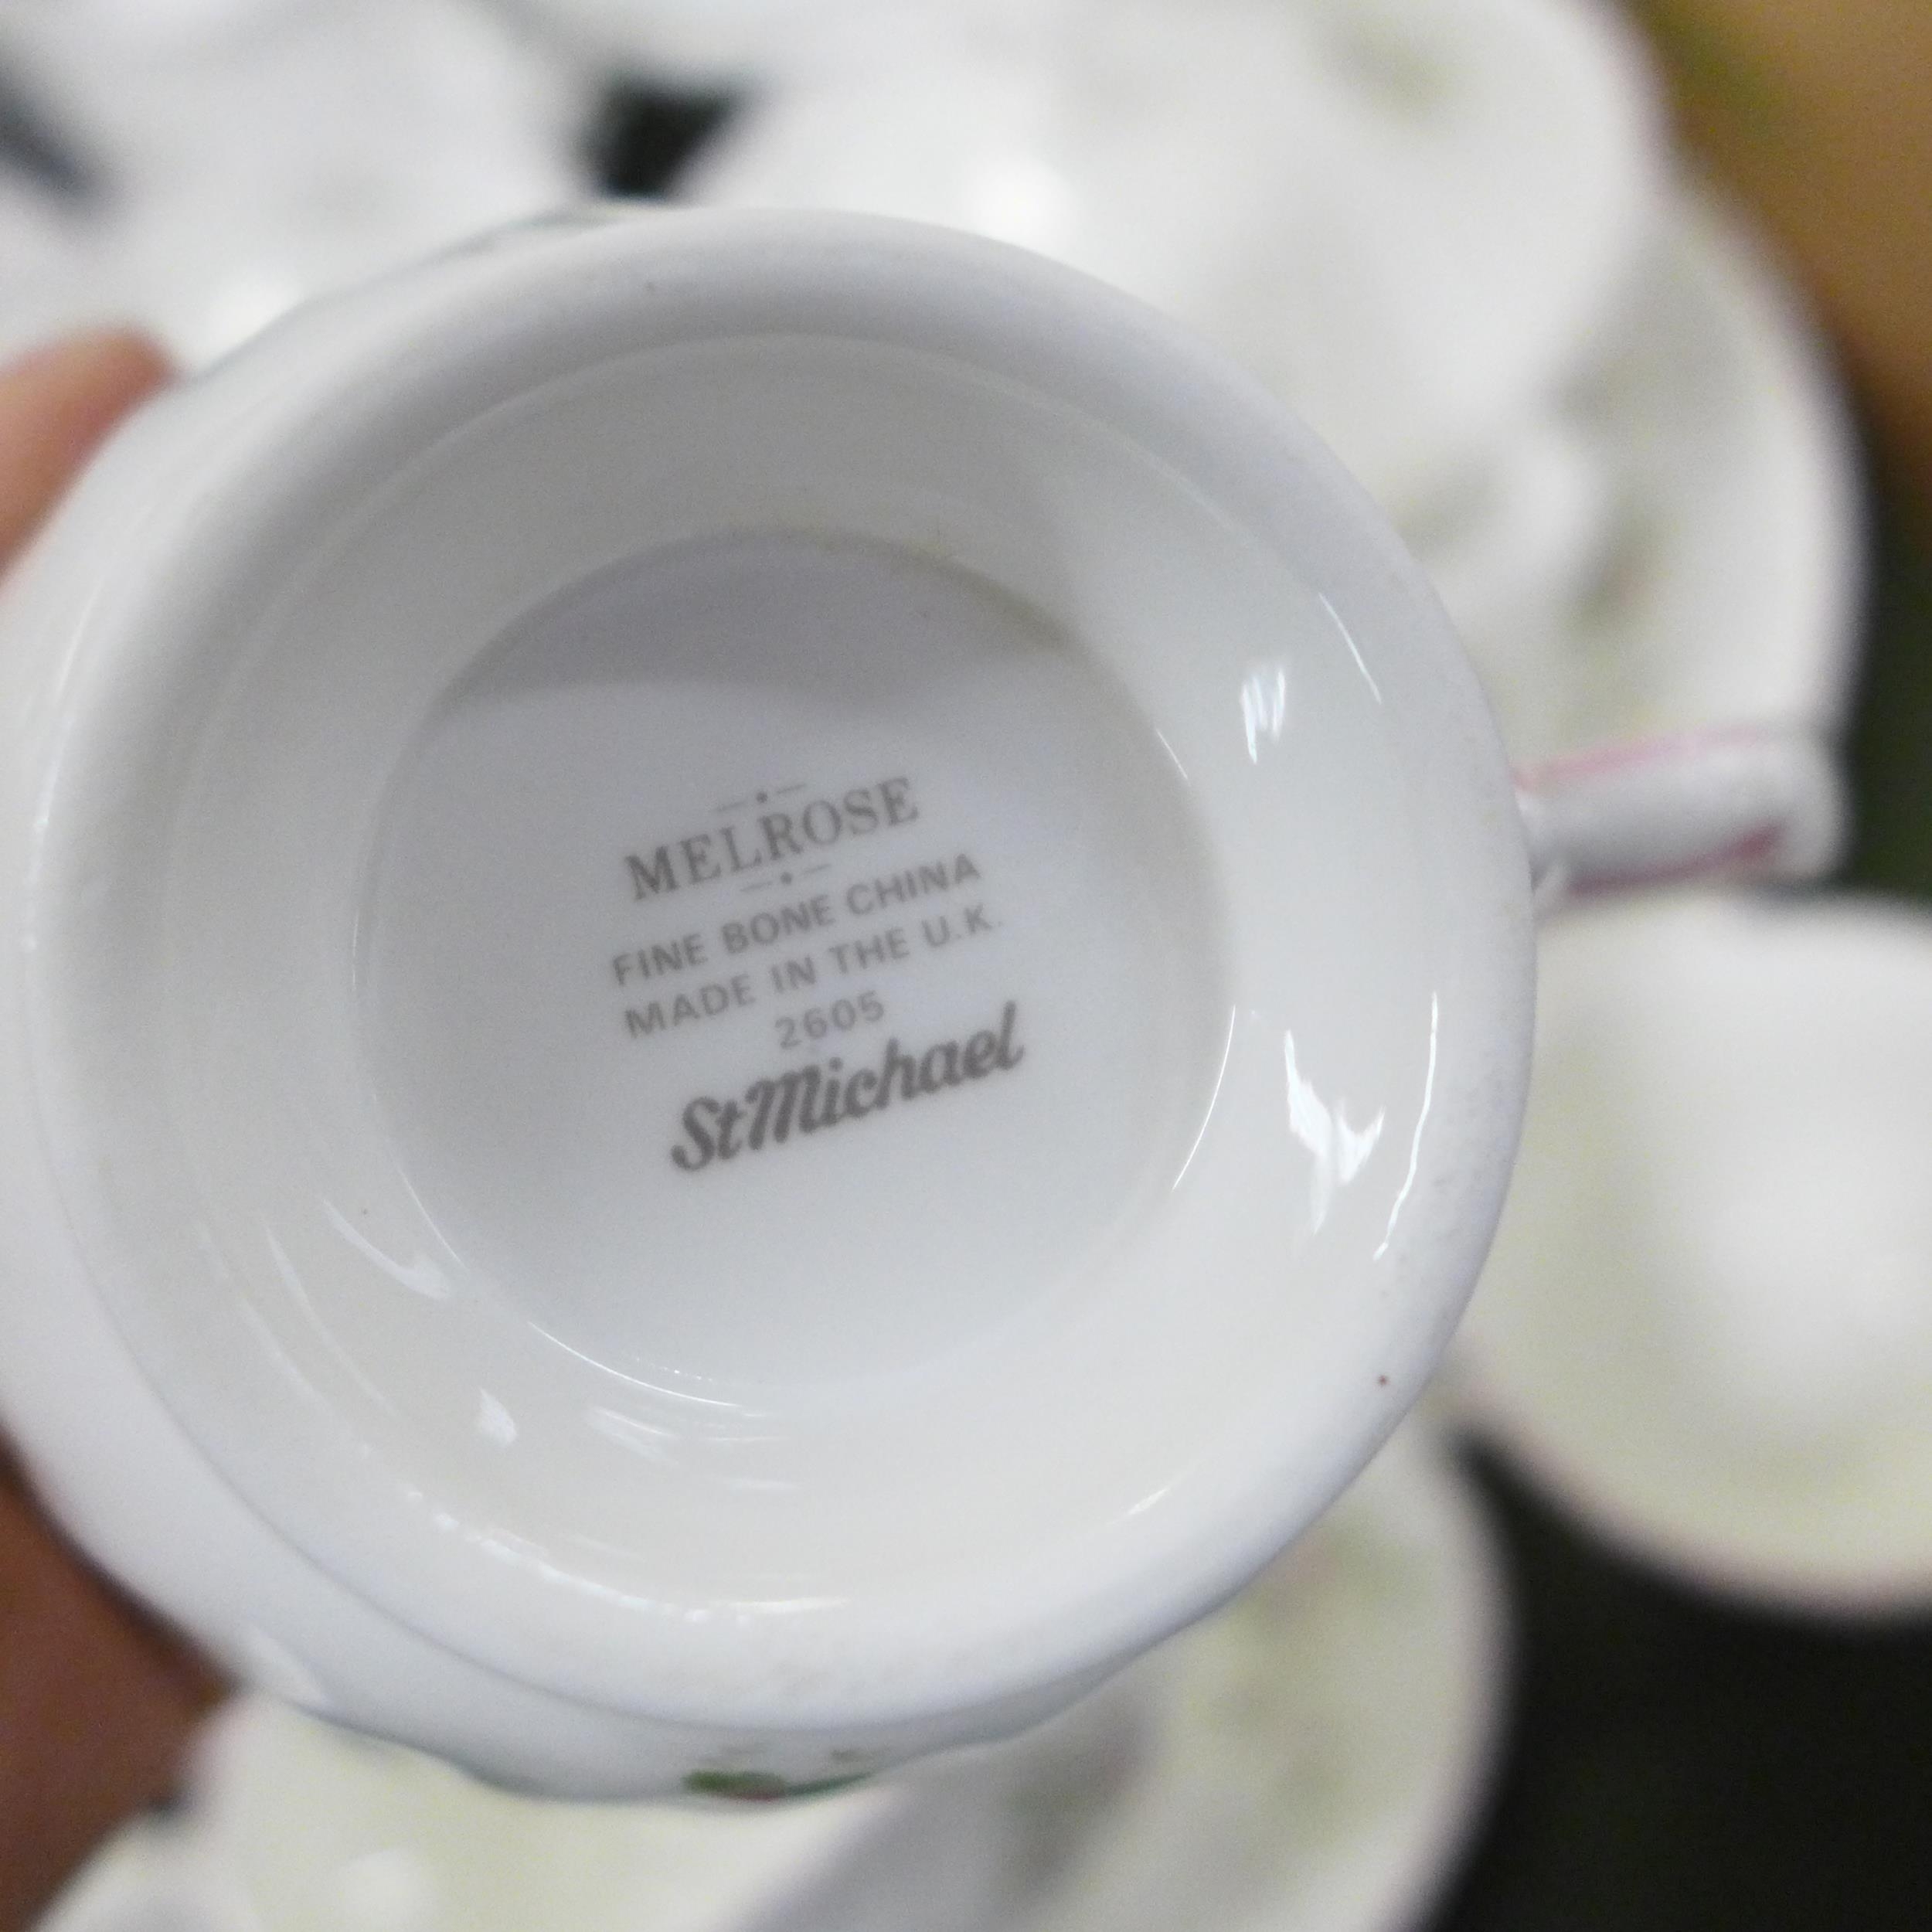 MELROSE
FINE BONE CHINA
MADE IN THE U.K.
2605
StMichael